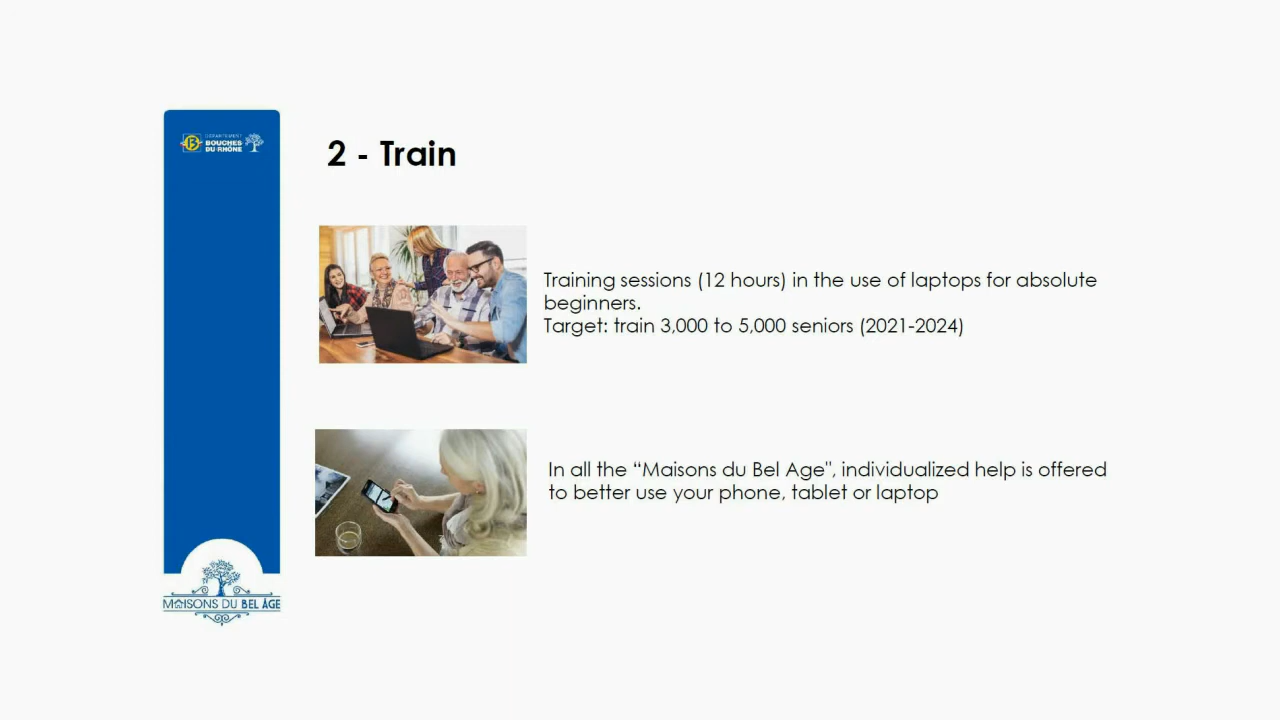 DÉPARTEMENT
BOUCHES
DU RHÔNE
2 - Train
Training sessions (12 hours) in the use of laptops for absolute
beginners.
Target: train 3,000 to 5,000 seniors (2021-2024)
In all the “Maisons du Bel Age", individualized help is offered
to better use your phone, tablet or laptop
MAISONS DU BEL ÂGE